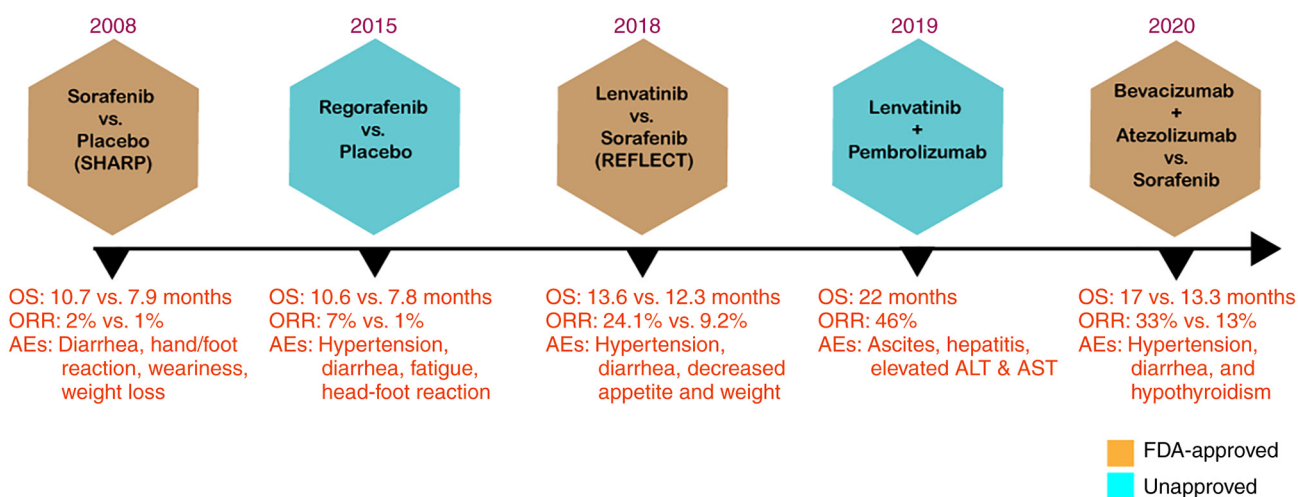 2008
Sorafenib
vs.
Placebo
(SHARP)
OS: 10.7 vs. 7.9 months
ORR: 2% vs. 1%
AEs: Diarrhea, hand/foot
reaction, weariness,
weight loss
2015
Regorafenib
vs.
Placebo
OS: 10.6 vs. 7.8 months
ORR: 7% vs. 1%
AEs: Hypertension,
diarrhea, fatigue,
head-foot reaction
2018
Lenvatinib
vs.
Sorafenib
(REFLECT)
OS: 13.6 vs. 12.3 months
ORR: 24.1% vs. 9.2%
AEs: Hypertension,
diarrhea, decreased
appetite and weight
2019
Lenvatinib
+
Pembrolizumab
OS: 22 months
ORR: 46%
AEs: Ascites, hepatitis,
elevated ALT & AST
2020
Bevacizumab
+
Atezolizumab
vs.
Sorafenib
OS: 17 vs. 13.3 months
ORR: 33% vs. 13%
AEs: Hypertension,
diarrhea, and
hypothyroidism
FDA-approved
Unapproved